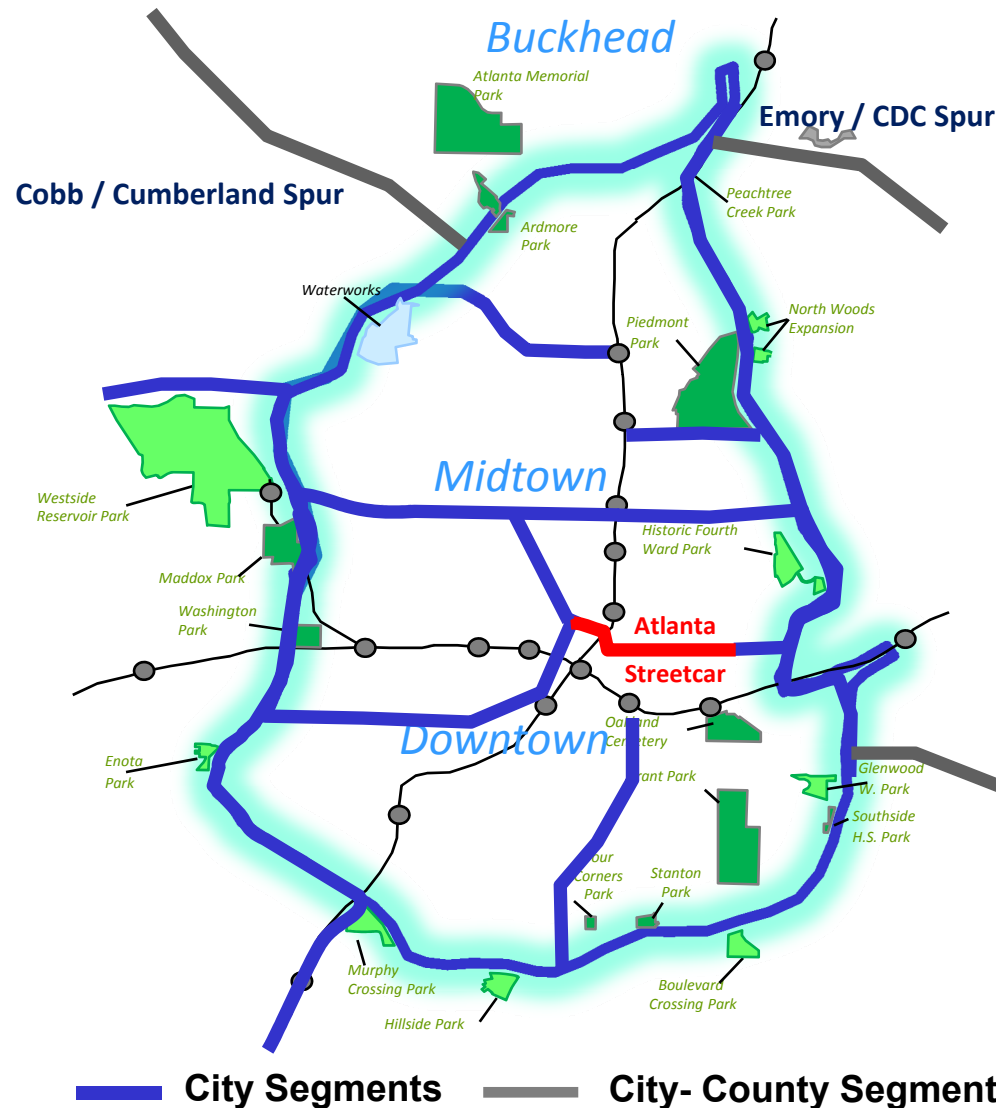 Buckhead
Atlanta Memorial
Park
Emory / CDC Spur
Cobb / Cumberland Spur
Peachtree
Creek Park
Ardmore
Park
Waterworks
North Woods
Expansion
Piedmont
Park
Midtown
Westside
Reservoir Park
Historic Fourth
Ward Park
Maddox Park
Washington
Park
Atlanta
Streetcar
Downtown
Oakland
Cemetery
Enota
Park
Glenwood
W. Park
rant Park
Southside
H.S. Park
our
Corners
Park
Stanton
Park
Murphy
Crossing Park
Boulevard
Crossing Park
Hillside Park
City Segments
City- County Segment